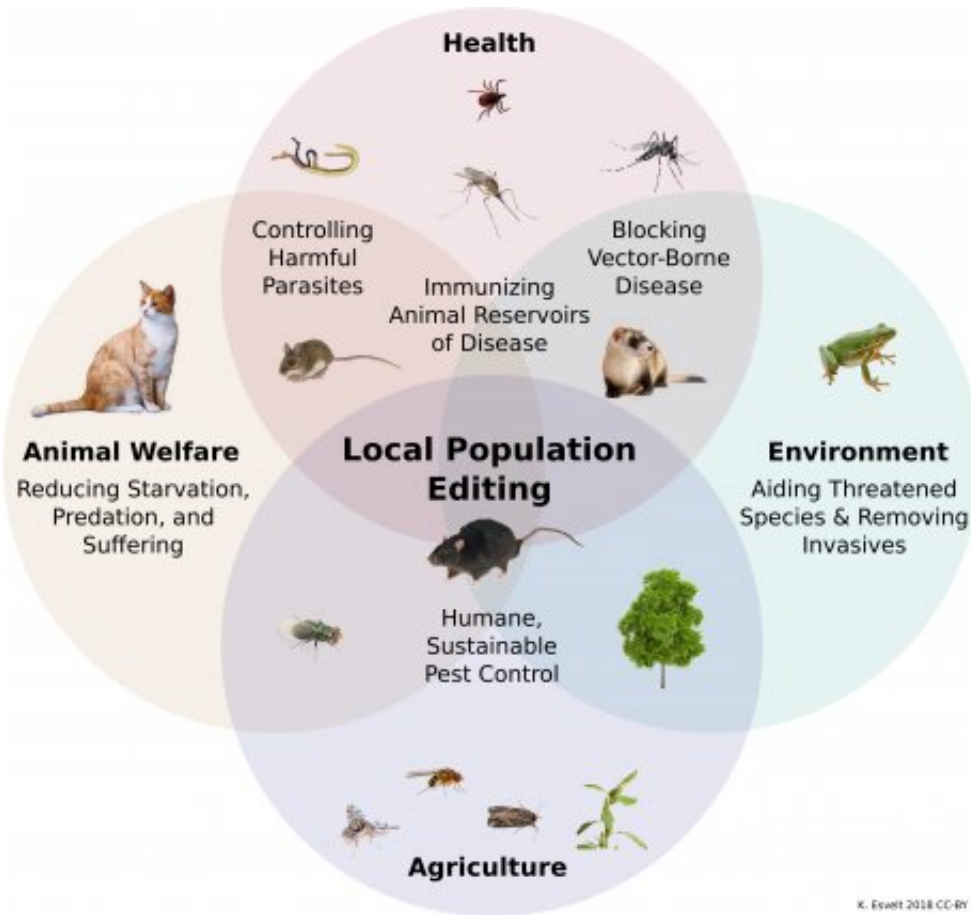 Health
Controlling
Harmful
Parasites
Immunizing
Animal Reservoirs
of Disease
Blocking
Vector-Borne
Disease
Animal Welfare
Reducing Starvation,
Predation, and
Suffering
Local Population
Editing
Environment
Aiding Threatened
Species & Removing
Invasives
Humane,
Sustainable
Pest Control
Agriculture
K. Esvelt 2018 CC-BY